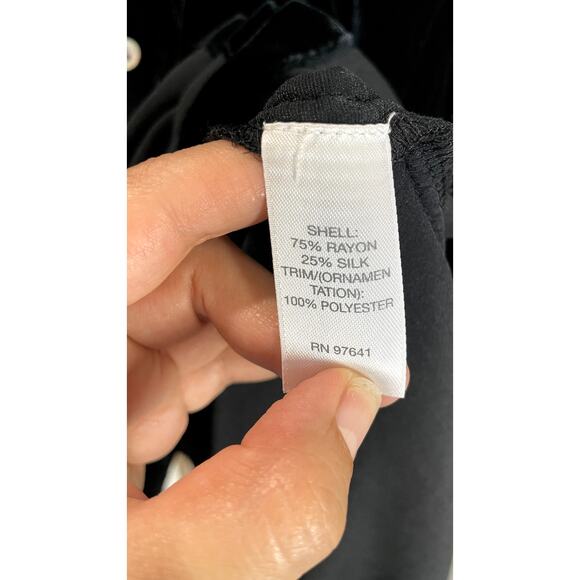 SHELL:
75% RAYON
25% SILK
TRIM/(ORNAMEN
TATION):
100% POLYESTER
RN 97641